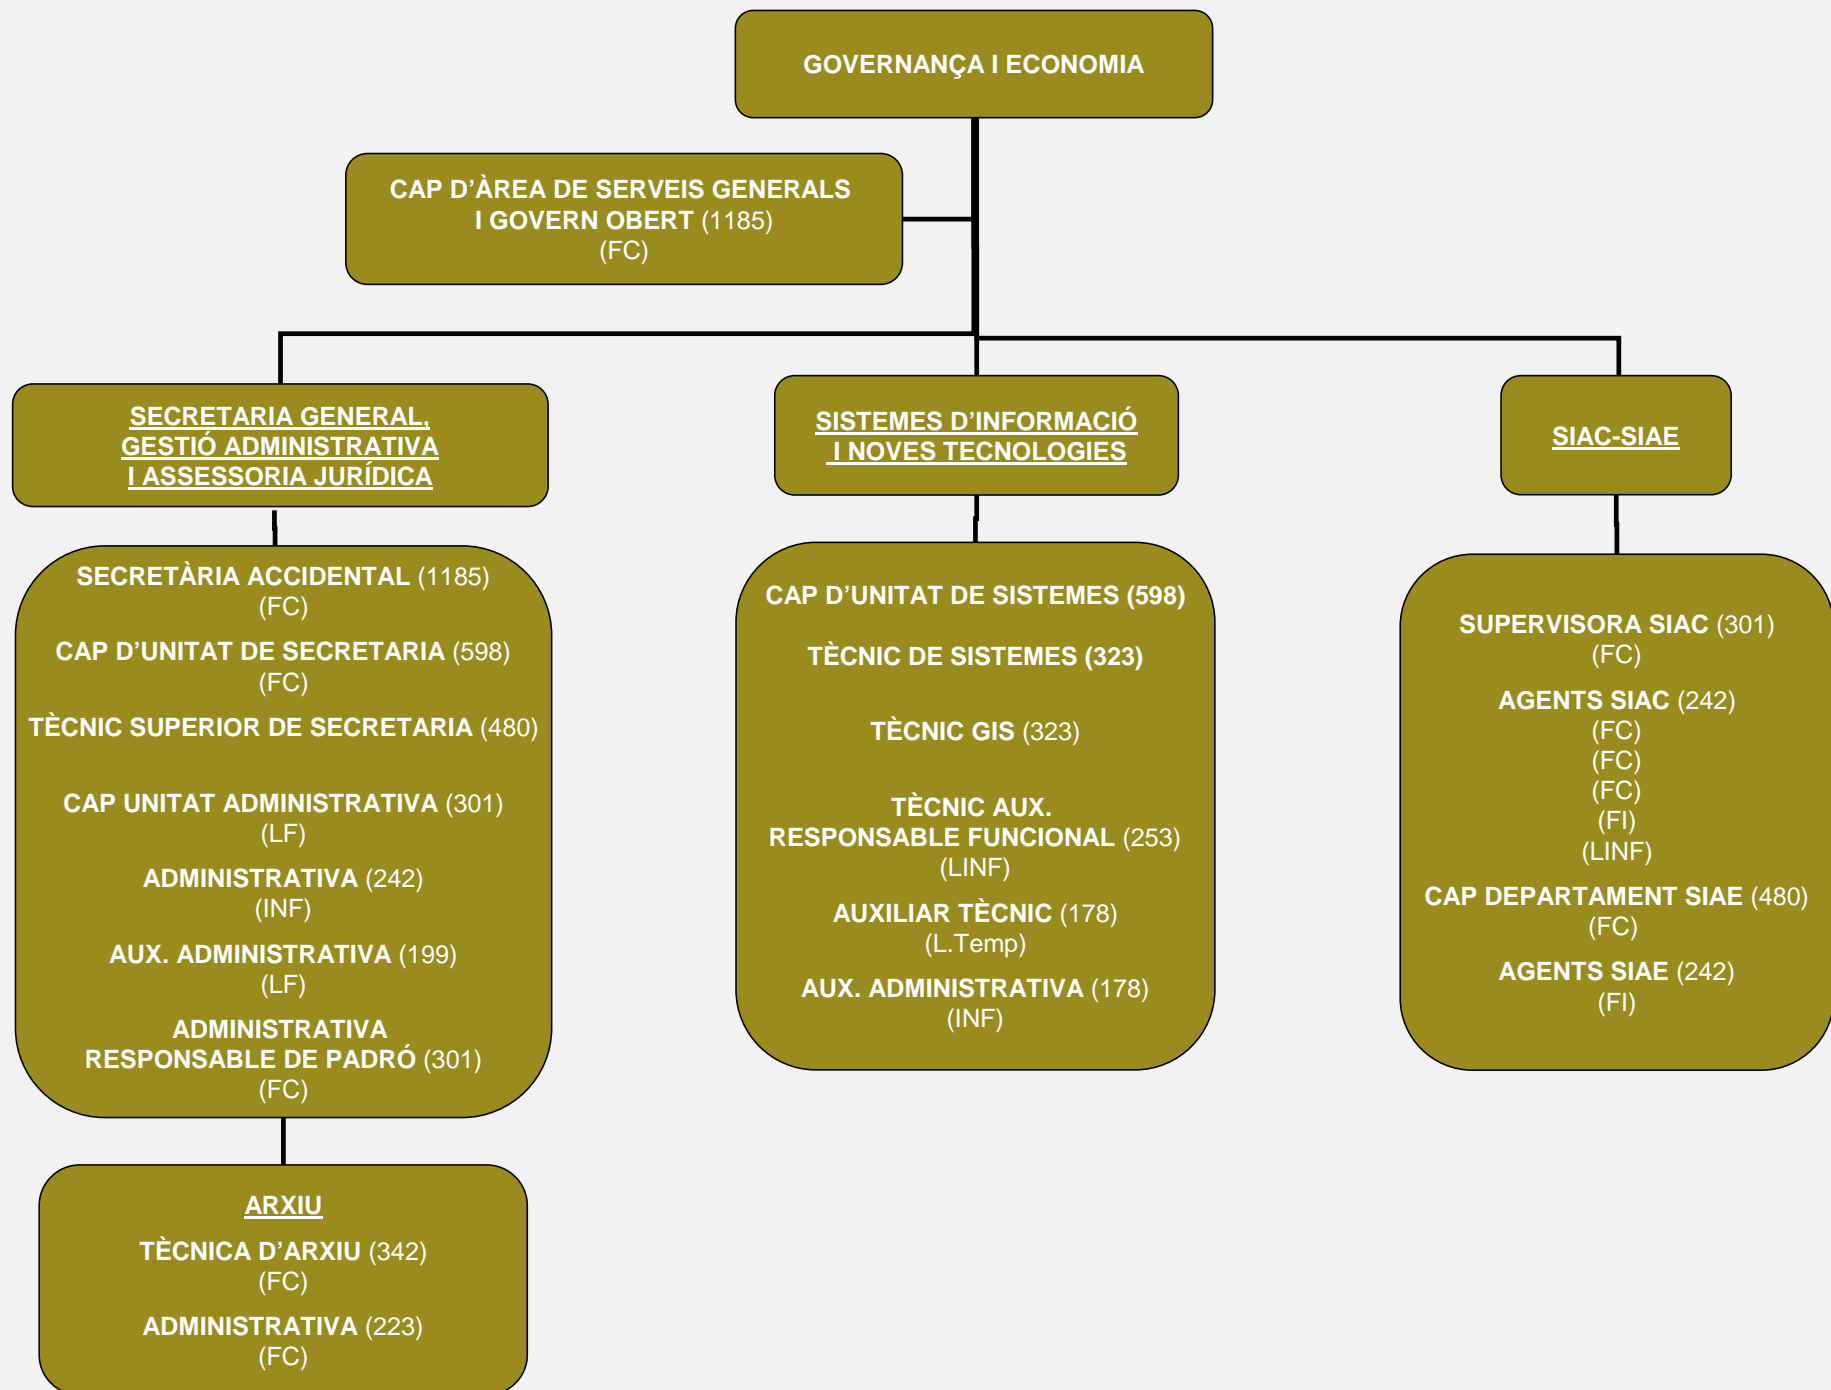 GOVERNANÇA I ECONOMIA
CAP D’ÀREA DE SERVEIS GENERALS
I GOVERN OBERT (1185)
(FC)
SECRETARIA GENERAL,
GESTIÓ ADMINISTRATIVA
I ASSESSORIA JURÍDICA
SECRETÀRIA ACCIDENTAL (1185)
(FC)
CAP D’UNITAT DE SECRETARIA (598)
(FC)
TÈCNIC SUPERIOR DE SECRETARIA (480)
CAP UNITAT ADMINISTRATIVA (301)
(LF)
ADMINISTRATIVA (242)
(INF)
AUX. ADMINISTRATIVA (199)
(LF)
ADMINISTRATIVA
RESPONSABLE DE PADRÓ (301)
(FC)
ARXIU
TÈCNICA D’ARXIU (342)
(FC)
ADMINISTRATIVA (223)
(FC)
SISTEMES D’INFORMACIÓ
I NOVES TECNOLOGIES
CAP D’UNITAT DE SISTEMES (598)
TÈCNIC DE SISTEMES (323)
TÈCNIC GIS (323)
TÈCNIC AUX.
RESPONSABLE FUNCIONAL (253)
(LINF)
AUXILIAR TÈCNIC (178)
(L.Temp)
AUX. ADMINISTRATIVA (178)
(INF)
SIAC-SIAE
SUPERVISORA SIAC (301)
(FC)
AGENTS SIAC (242)
(FC)
(FC)
(FC)
(FI)
(LINF)
CAP DEPARTAMENT SIAE (480)
(FC)
AGENTS SIAE (242)
(FI)